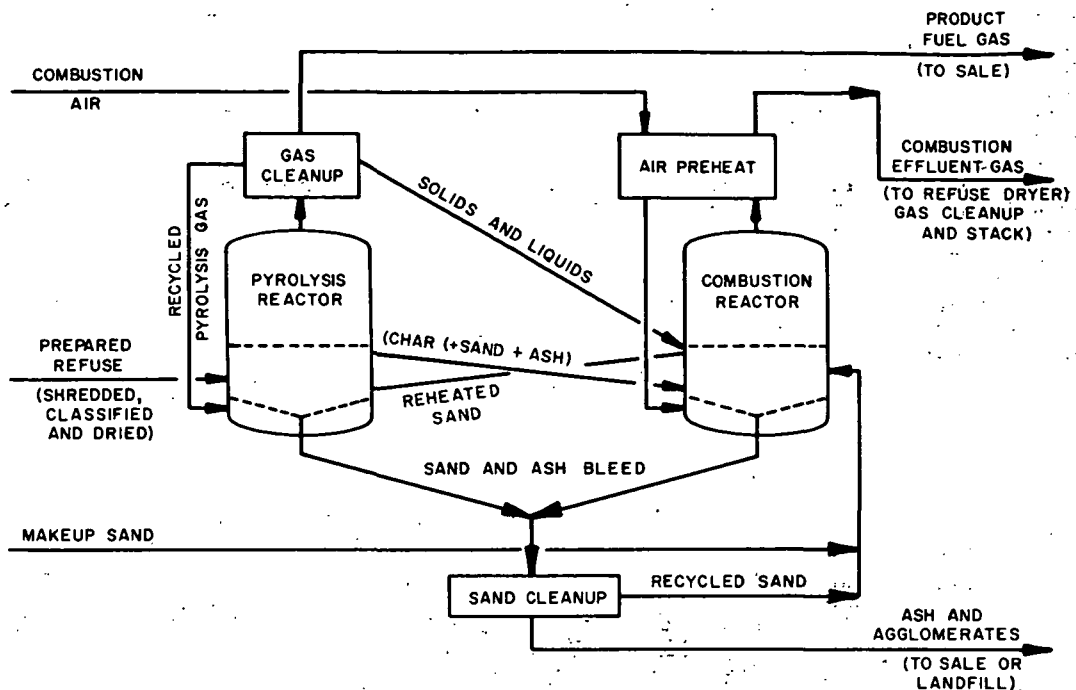 PRODUCT
FUEL GAS
(TO SALE)
COMBUSTION
AIR
GAS
CLEANUP
AIR PREHEAT
COMBUSTION
EFFLUENT GAS
(TO REFUSE DRYER)
GAS CLEANUP
AND STACK)
RECYCLED
PYROLYSIS GAS
SOLIDS AND LIQUIDS
PYROLYSIS
REACTOR
COMBUSTION
REACTOR
PREPARED
REFUSE
(SHREDDED,
CLASSIFIED
AND DRIED)
(CHAR (+SAND + ASH)
REHEATED
SAND
SAND AND ASH BLEED
MAKEUP SAND
SAND CLEANUP
RECYCLED SAND
ASH AND
AGGLOMERATES
(TO SALE OR
LANDFILL)